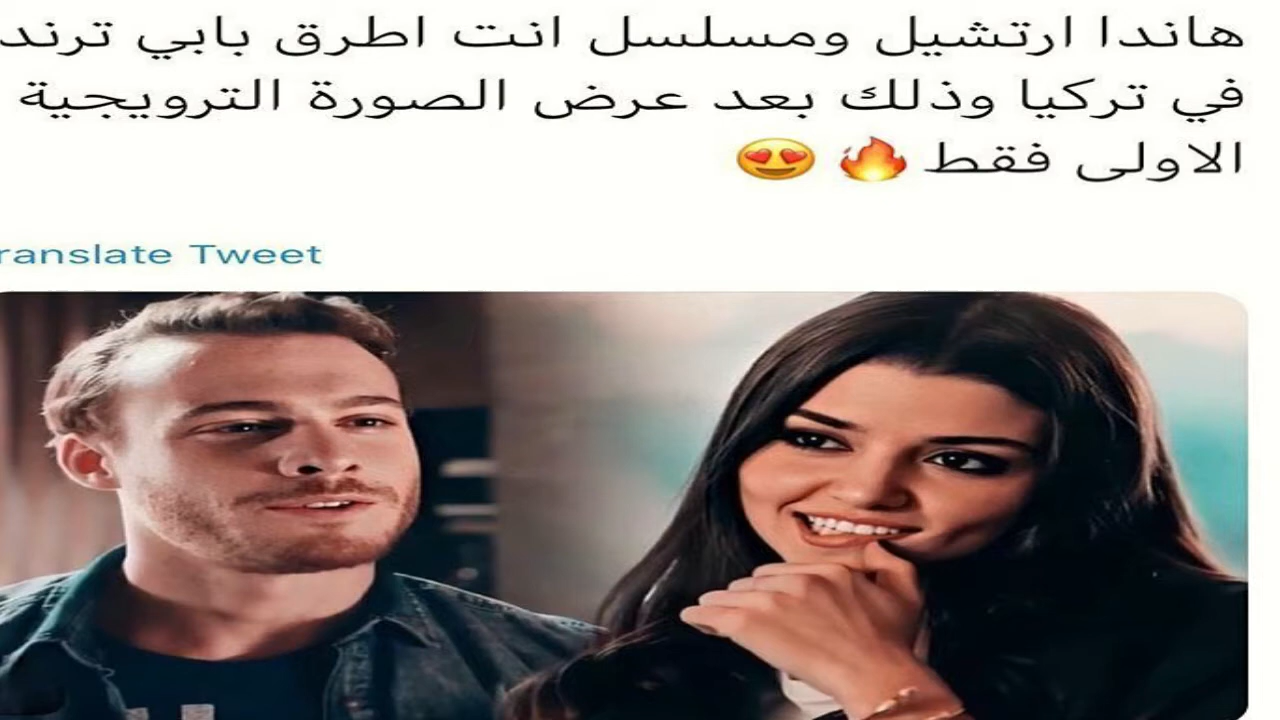 هاندا ارتشيل ومسلسل انت اطرق بابي ترند
في تركيا وذلك بعد عرض الصورة الترويجية
الاولى فقط 🔥 😍
ranslate Tweet